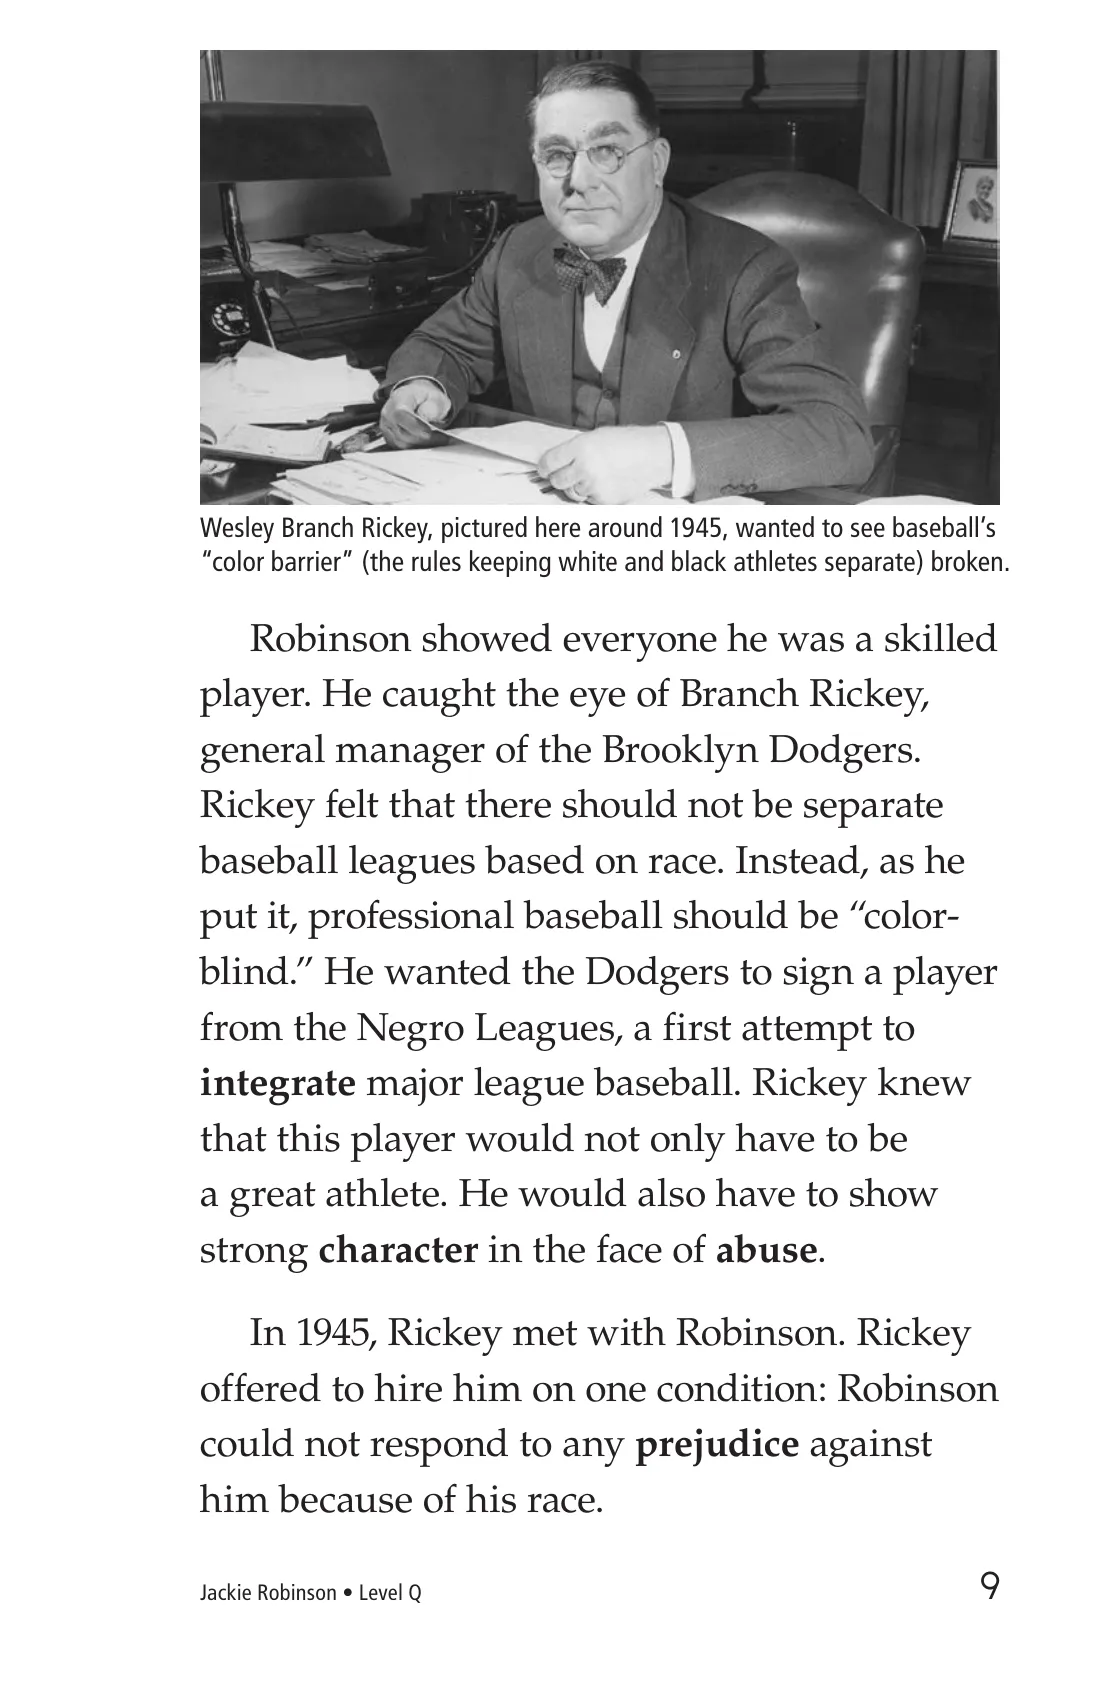 Wesley Branch Rickey, pictured here around 1945, wanted to see baseball’s
“color barrier” (the rules keeping white and black athletes separate) broken.
Robinson showed everyone he was a skilled
player. He caught the eye of Branch Rickey,
general manager of the Brooklyn Dodgers.
Rickey felt that there should not be separate
baseball leagues based on race. Instead, as he
put it, professional baseball should be “color-
blind.” He wanted the Dodgers to sign a player
from the Negro Leagues, a first attempt to
integrate major league baseball. Rickey knew
that this player would not only have to be
a great athlete. He would also have to show
strong character in the face of abuse.
In 1945, Rickey met with Robinson. Rickey
offered to hire him on one condition: Robinson
could not respond to any prejudice against
him because of his race.
Jackie Robinson • Level Q
9